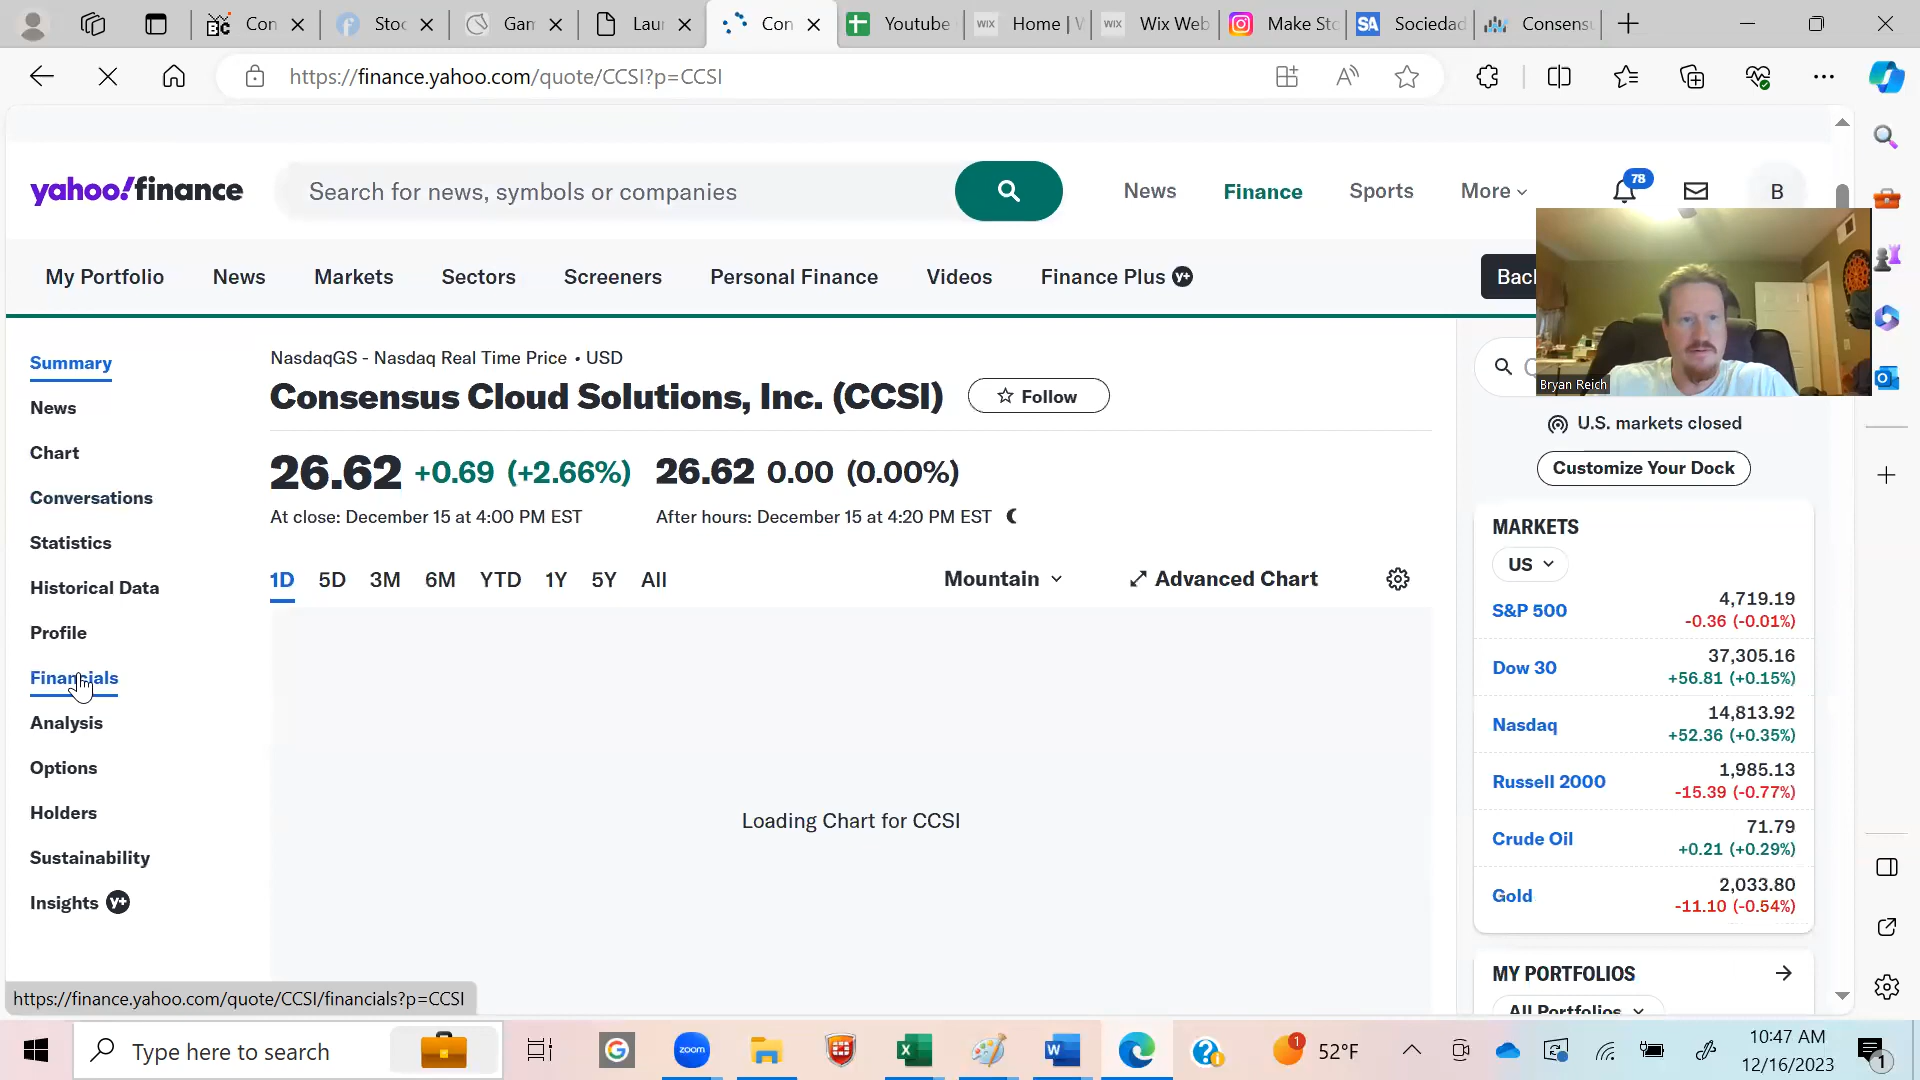 Con
Stoc
Gan
Lau
Con
Youtube
WIX
Home | W
WIX
Wix Web
Make Sto
SA
Sociedad
Consensu
https://finance.yahoo.com/quote/CCSI?p=CCSI
yahoo!finance
Search for news, symbols or companies
News
Finance
Sports
More
78
B
My Portfolio
News
Markets
Sectors
Screeners
Personal Finance
Videos
Finance Plus y+
Back
Bryan Reich
Summary
News
Chart
Conversations
Statistics
Historical Data
Profile
Financials
Analysis
Options
Holders
Sustainability
Insights y+
NasdaqGS - Nasdaq Real Time Price • USD
Consensus Cloud Solutions, Inc. (CCSI)
Follow
26.62 +0.69 (+2.66%)
At close: December 15 at 4:00 PM EST
26.62 0.00 (0.00%)
After hours: December 15 at 4:20 PM EST
1D 5D 3M 6M YTD 1Y 5Y All
Mountain
Advanced Chart
Loading Chart for CCSI
U.S. markets closed
Customize Your Dock
MARKETS
US
S&P 500
4,719.19
-0.36 (-0.01%)
Dow 30
37,305.16
+56.81 (+0.15%)
Nasdaq
14,813.92
+52.36 (+0.35%)
Russell 2000
1,985.13
-15.39 (-0.77%)
Crude Oil
71.79
+0.21 (+0.29%)
Gold
2,033.80
-11.10 (-0.54%)
MY PORTFOLIOS
All Portfolios
https://finance.yahoo.com/quote/CCSI/financials?p=CCSI
Type here to search
zoom
1
52°F
10:47 AM
12/16/2023
1